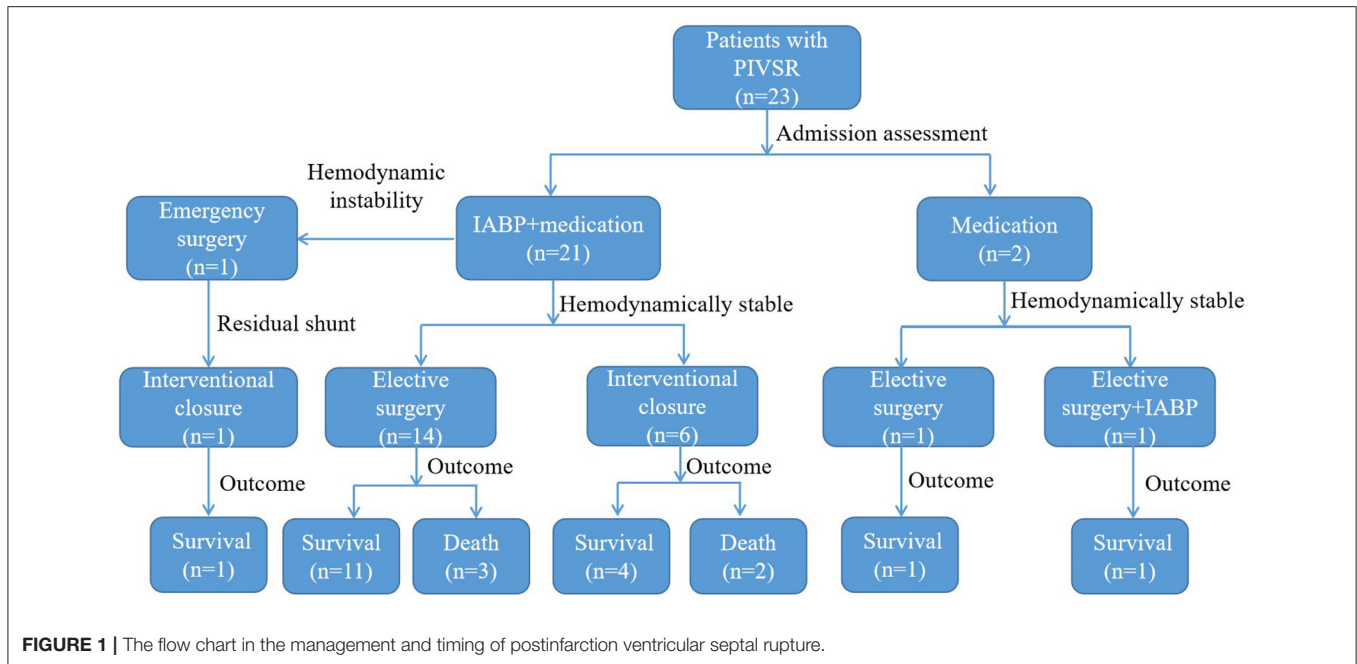 Patients with
PIVSR
(n=23)
Admission assessment
Hemodynamic
instability
Emergency
surgery
(n=1)
IABP+medication
(n=21)
Medication
(n=2)
Residual shunt
Hemodynamically stable
Hemodynamically stable
Interventional
closure
(n=1)
Elective
surgery
(n=14)
Interventional
closure
(n=6)
Elective
surgery
(n=1)
Elective
surgery+IABP
(n=1)
Outcome
Outcome
Outcome
Outcome
Outcome
Survival
(n=1)
Survival
(n=11)
Death
(n=3)
Survival
(n=4)
Death
(n=2)
Survival
(n=1)
Survival
(n=1)
FIGURE 1 | The flow chart in the management and timing of postinfarction ventricular septal rupture.